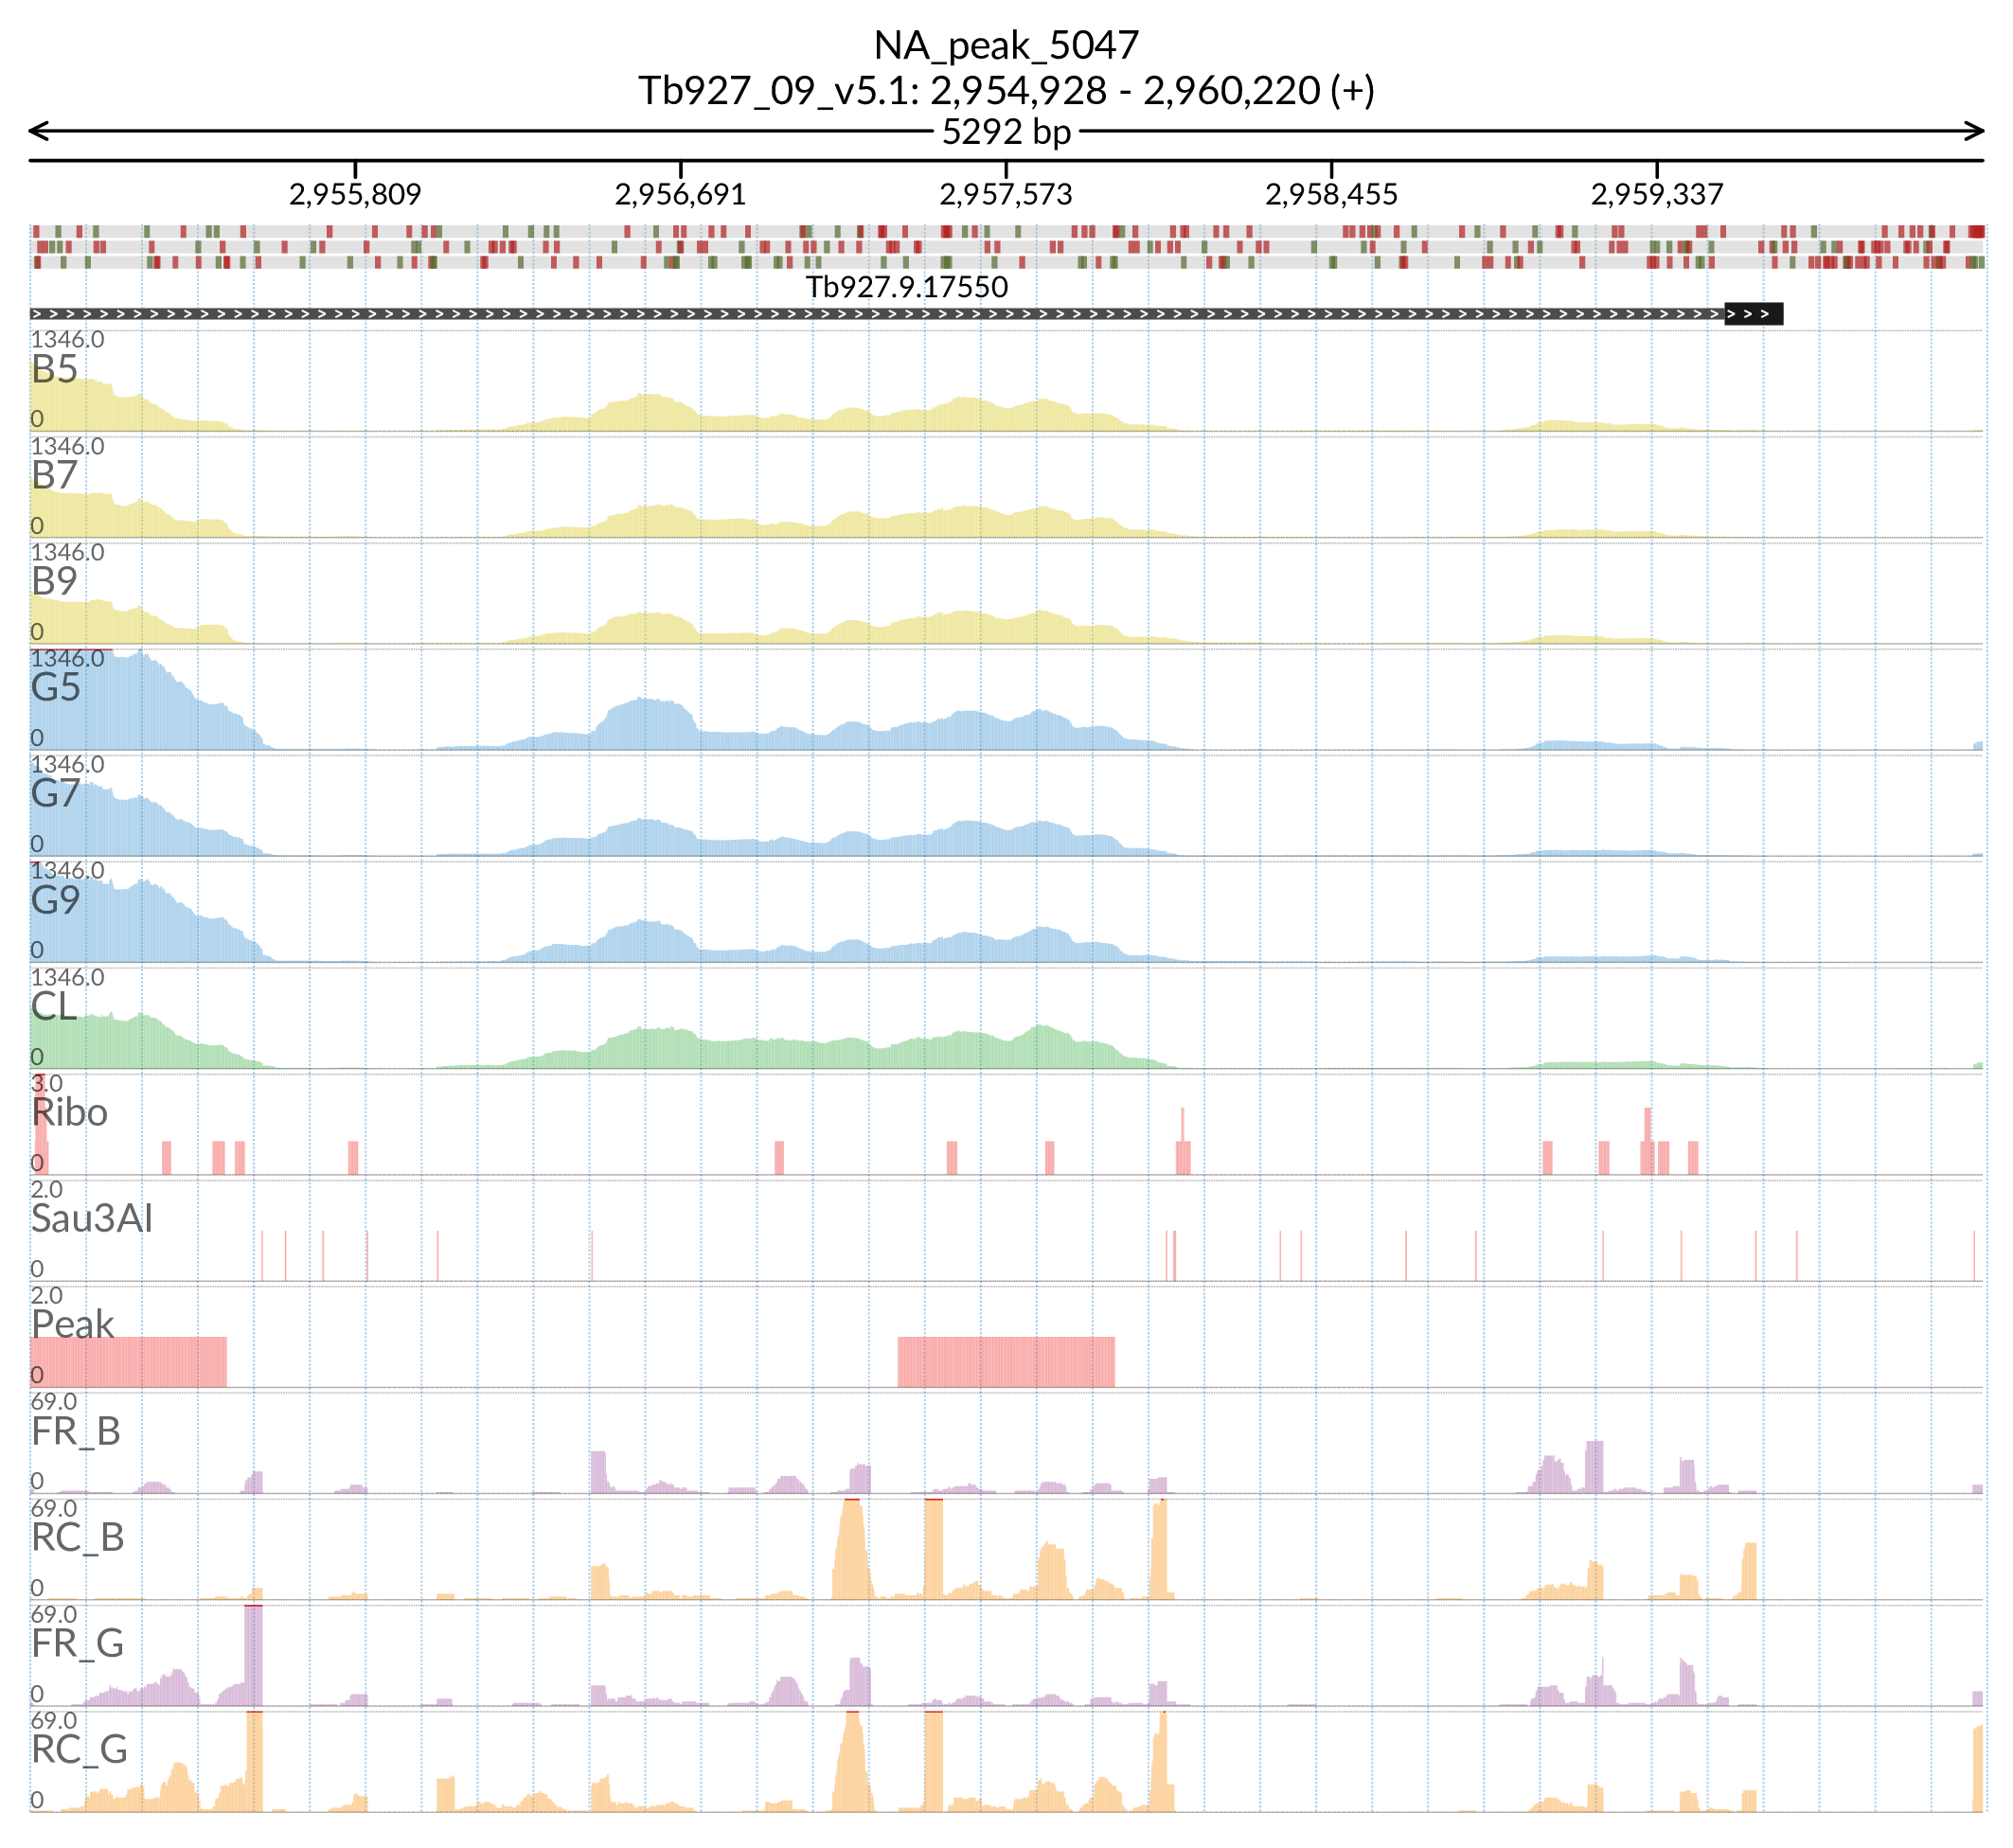 NA_peak_5047
Tb927_09_v5.1: 2,954,928 - 2,960,220 (+)
5292 bp
2,955,809 2,956,691 2,957,573 2,958,455 2,959,337
Tb927.9.17550
1346.0
B5
0
1346.0
B7
0
1346.0
B9
0
1346.0
G5
0
1346.0
G7
0
1346.0
G9
0
1346.0
CL
0
3.0
Ribo
0
2.0
Sau3AI
0
2.0
Peak
0
69.0
FR_B
0
69.0
RC_B
0
69.0
FR_G
0
69.0
RC_G
0